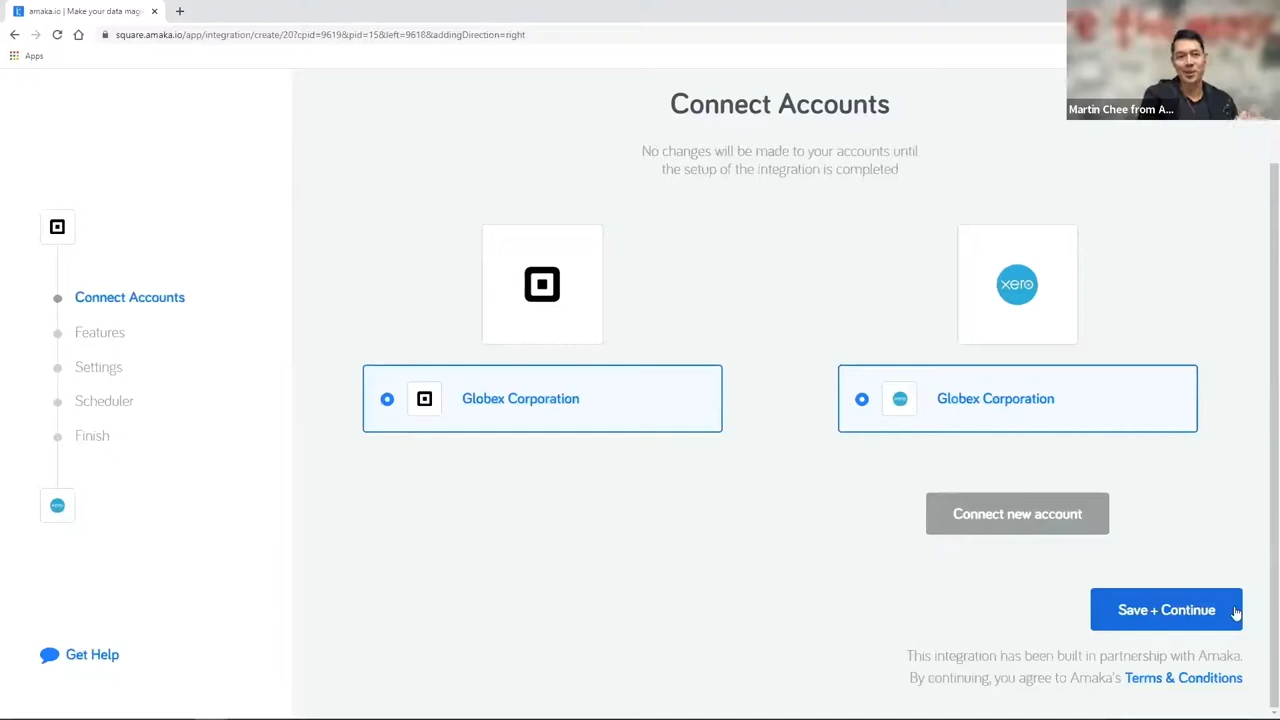 amaka.io | Make your data mag
square.amaka.io/app/integration/create/20?cpid=9619&pid=15&left=9618&addingDirection=right
Apps
Martin Chee from A...
Connect Accounts
No changes will be made to your accounts until
the setup of the integration is completed
Connect Accounts
Features
Settings
Scheduler
Finish
xero
xero
Globex Corporation
xero
Globex Corporation
Connect new account
Save + Continue
This integration has been built in partnership with Amaka.
By continuing, you agree to Amaka's Terms & Conditions
Get Help